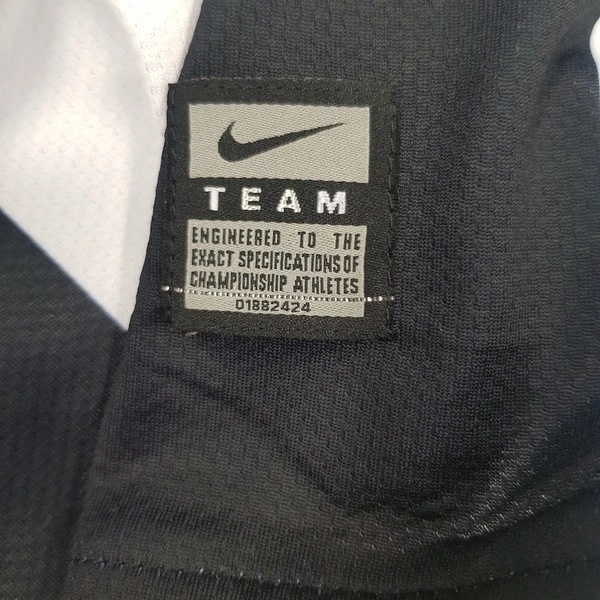 TEAM
ENGINEERED TO THE
EXACT SPECIFICATIONS OF
CHAMPIONSHIP ATHLETES
01882424